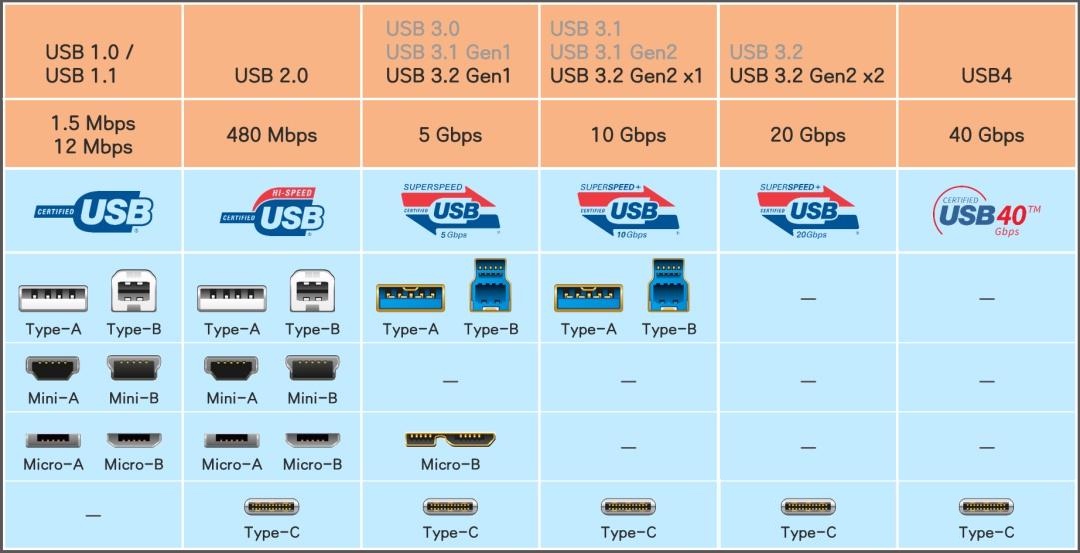 USB 1.0 /
USB 1.1
USB 2.0
USB 3.0
USB 3.1 Gen1
USB 3.2 Gen1
USB 3.1
USB 3.1 Gen2
USB 3.2 Gen2 x1
USB 3.2
USB 3.2 Gen2 x2
USB4
1.5 Mbps
12 Mbps
480 Mbps
5 Gbps
10 Gbps
20 Gbps
40 Gbps
CERTIFIED USB®
HI-SPEED
CERTIFIED USB®
SUPERSPEED
CERTIFIED USB®
5Gbps
SUPERSPEED+
CERTIFIED USB®
10Gbps
SUPERSPEED+
CERTIFIED USB®
20Gbps
CERTIFIED
USB40™
Gbps
Type-A Type-B Type-A Type-B Type-A Type-B Type-A Type-B — —
Mini-A Mini-B Mini-A Mini-B — — — —
Micro-A Micro-B Micro-A Micro-B Micro-B — — —
— Type-C Type-C Type-C Type-C Type-C